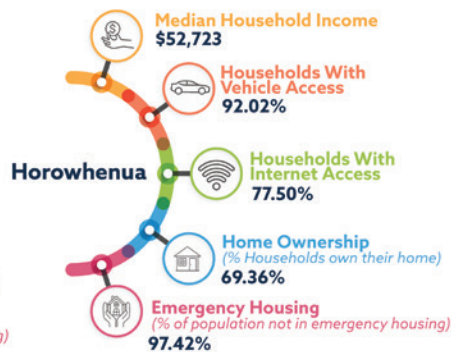 Median Household Income
$52,723
Households With
Vehicle Access
92.02%
Horowhenua
Households With
Internet Access
77.50%
Home Ownership
(% Households own their home)
69.36%
Emergency Housing
(% of population not in emergency housing)
97.42%